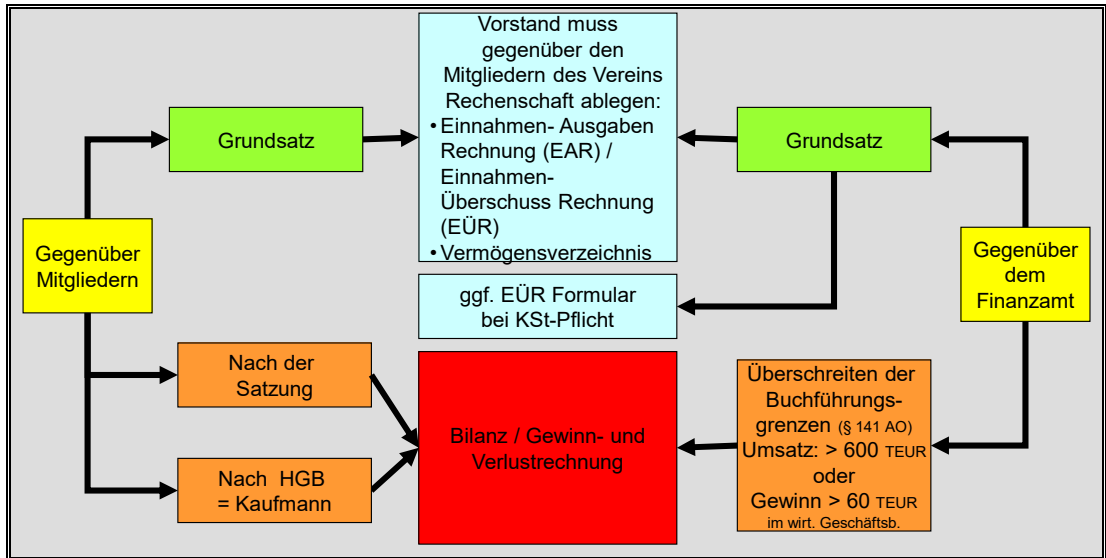 Vorstand muss
gegenüber den
Mitgliedern des Vereins
Rechenschaft ablegen:
• Einnahmen- Ausgaben
Rechnung (EAR) /
Einnahmen-
Überschuss Rechnung
(EÜR)
• Vermögensverzeichnis
Grundsatz
Grundsatz
Gegenüber
Mitgliedern
Gegenüber
dem
Finanzamt
ggf. EÜR Formular
bei KSt-Pflicht
Nach der
Satzung
Nach HGB
= Kaufmann
Bilanz / Gewinn- und
Verlustrechnung
Überschreiten der
Buchführungs-
grenzen (§ 141 AO)
Umsatz: > 600 TEUR
oder
Gewinn > 60 TEUR
im wirt. Geschäftsb.